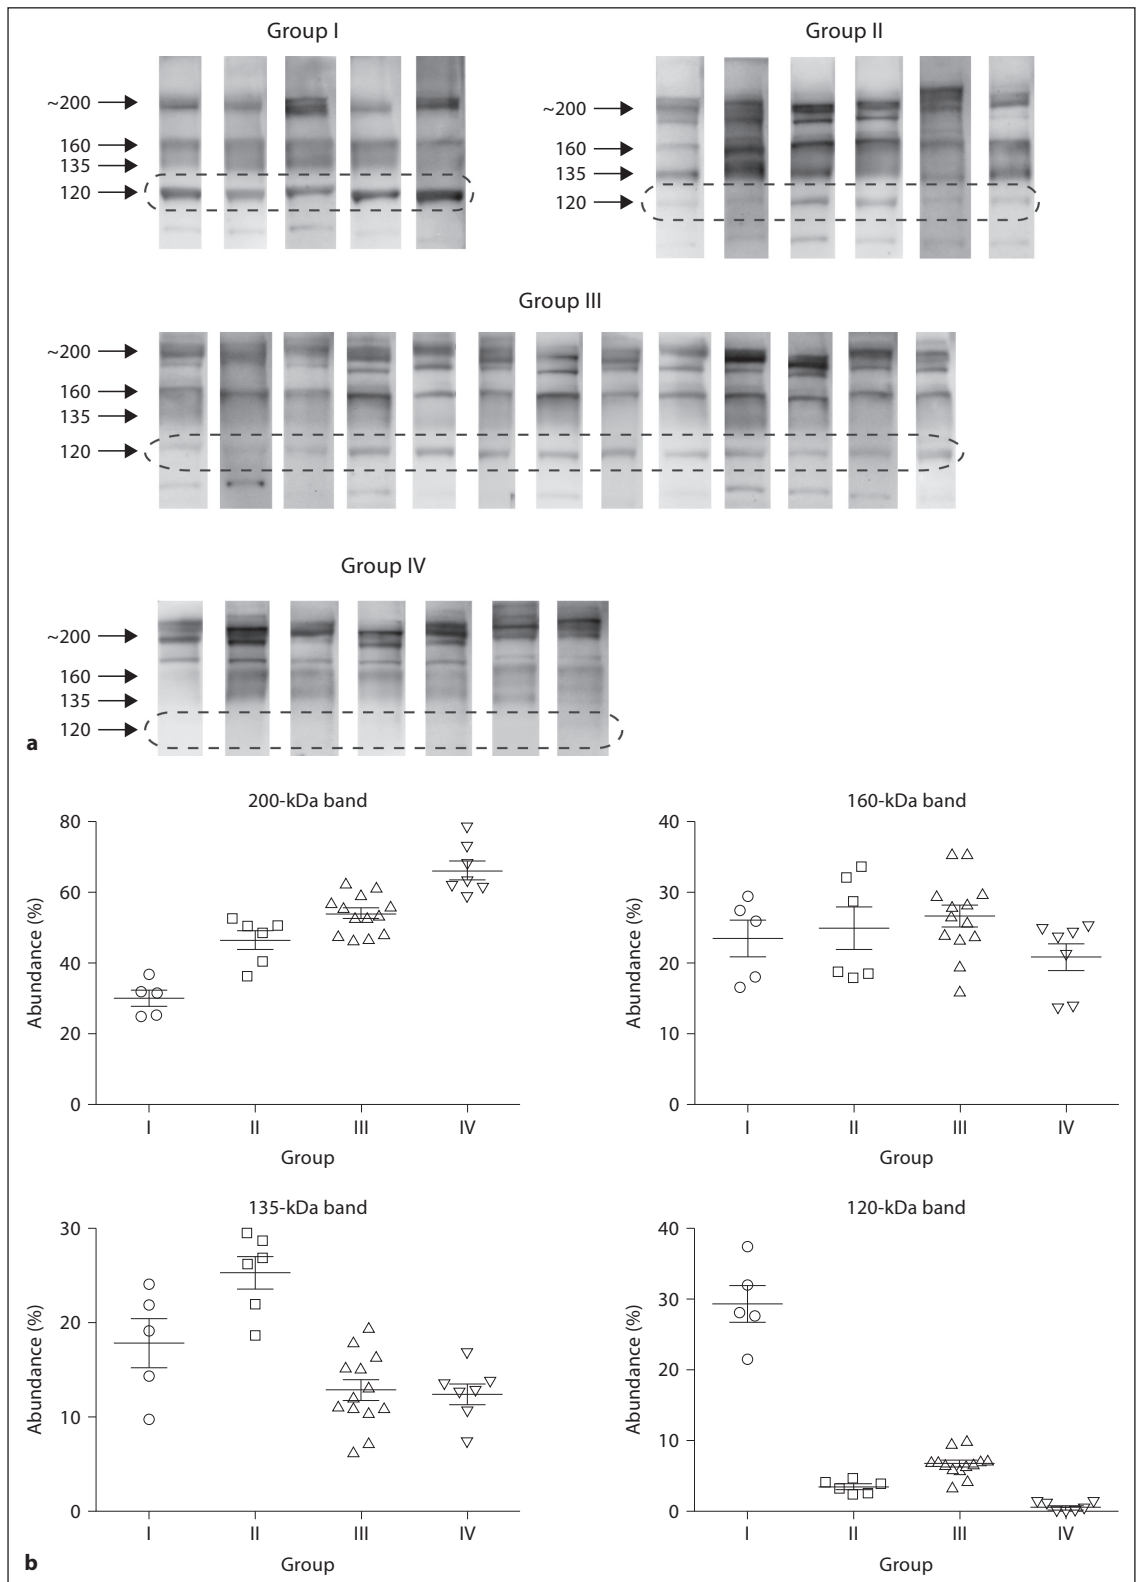 Group I
~200
160
135
120
Group II
~200
160
135
120
Group III
~200
160
135
120
Group IV
~200
160
135
120
a
200-kDa band
Abundance (%)
80
60
40
20
0
I II III IV
Group
160-kDa band
Abundance (%)
40
30
20
10
0
I II III IV
Group
135-kDa band
Abundance (%)
30
20
10
0
I II III IV
Group
120-kDa band
Abundance (%)
40
30
20
10
0
I II III IV
Group
b